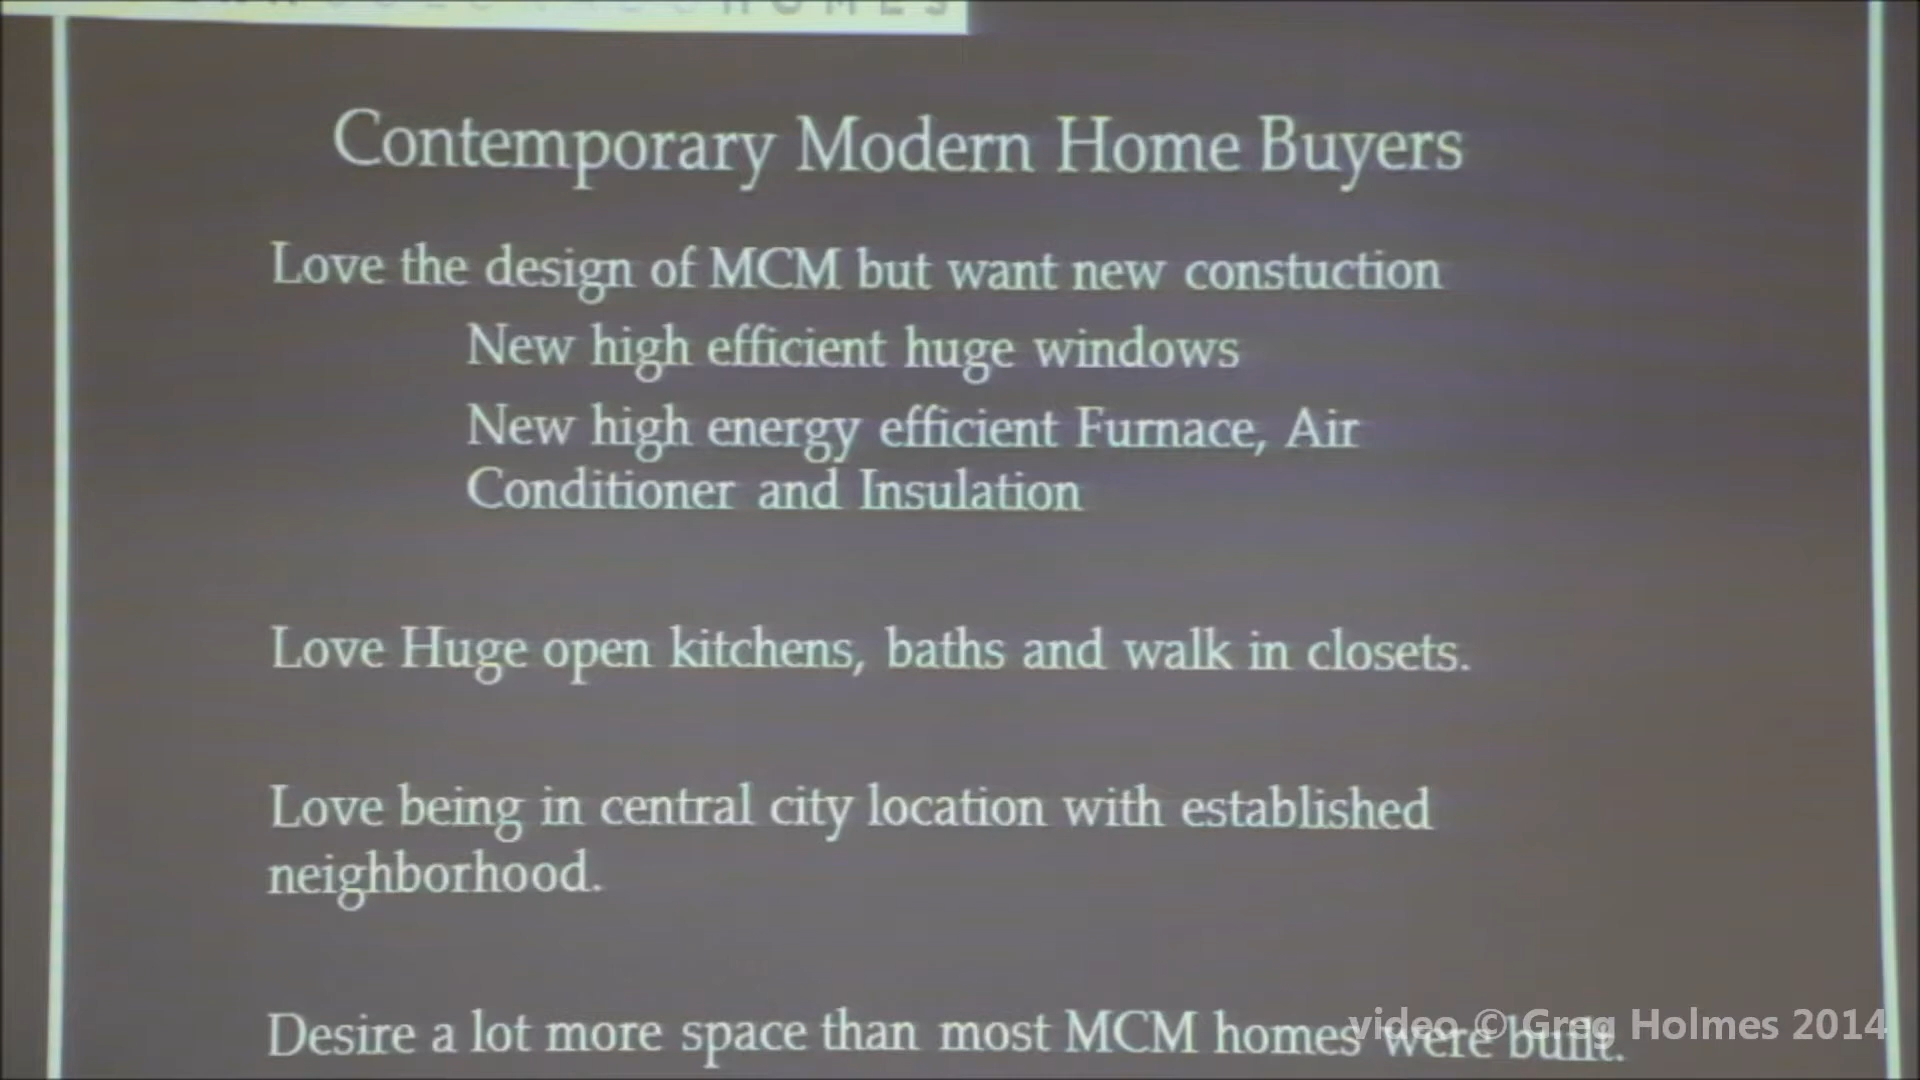 HOMES
Contemporary Modern Home Buyers
Love the design of MCM but want new constuction
New high efficient huge windows
New high energy efficient Furnace, Air
Conditioner and Insulation
Love Huge open kitchens, baths and walk in closets.
Love being in central city location with established
neighborhood.
Desire a lot more space than most MCM homes were built.
video © Greg Holmes 2014